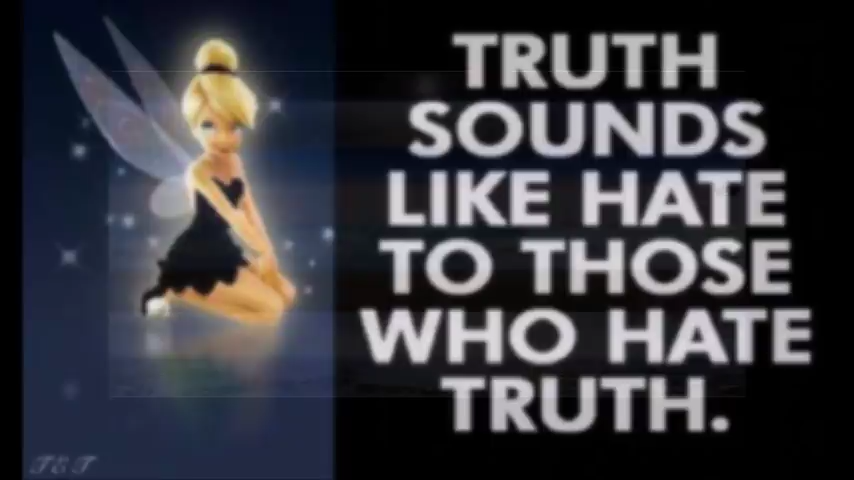 TRUTH
SOUNDS
LIKE HATE
TO THOSE
WHO HATE
TRUTH.
T&T